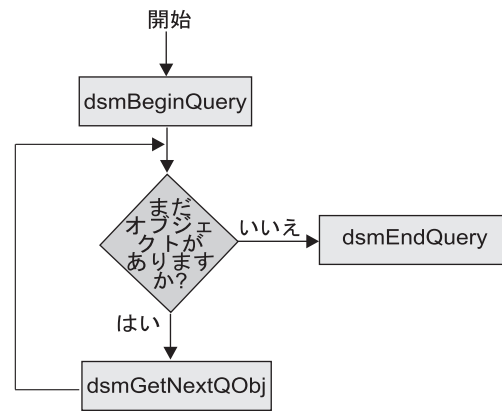 開始
dsmBeginQuery
まだ
オブジェ
クトが
あります
か?
いいえ
dsmEndQuery
はい
dsmGetNextQObj